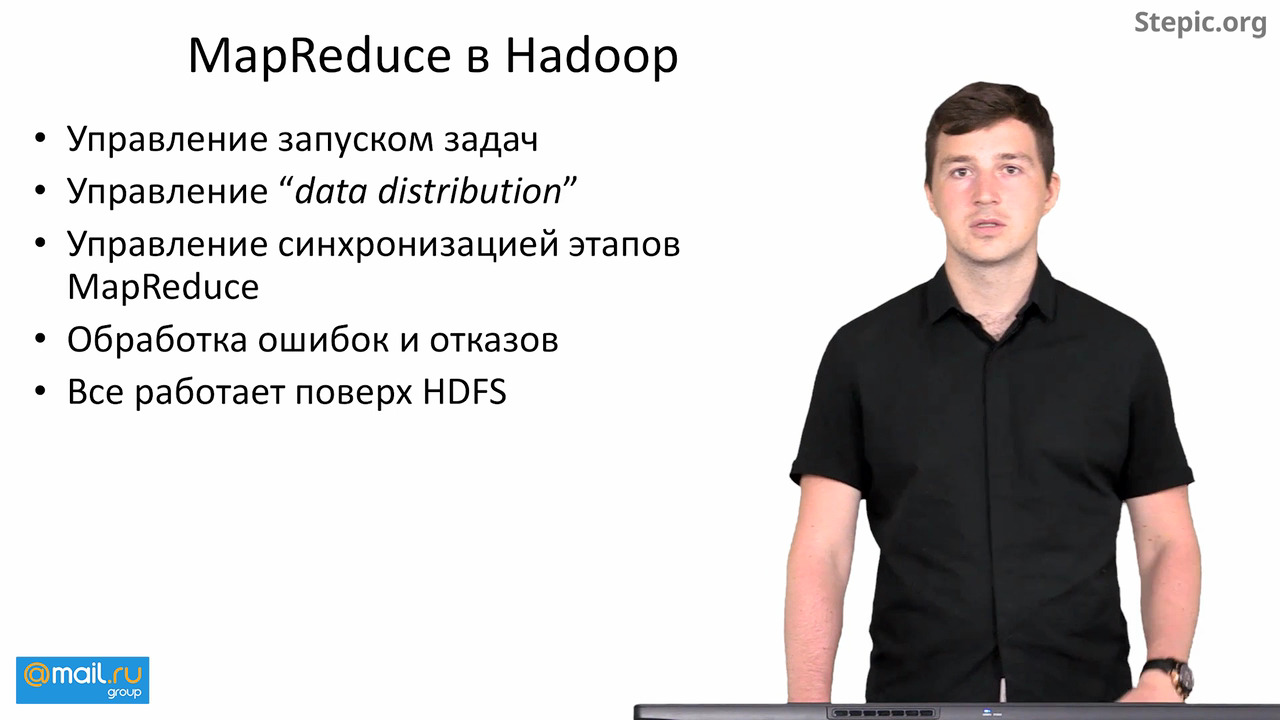 Stepic.org
MapReduce в Hadoop
• Управление запуском задач
• Управление “data distribution”
• Управление синхронизацией этапов
MapReduce
• Обработка ошибок и отказов
• Все работает поверх HDFS
@mail.ru
group